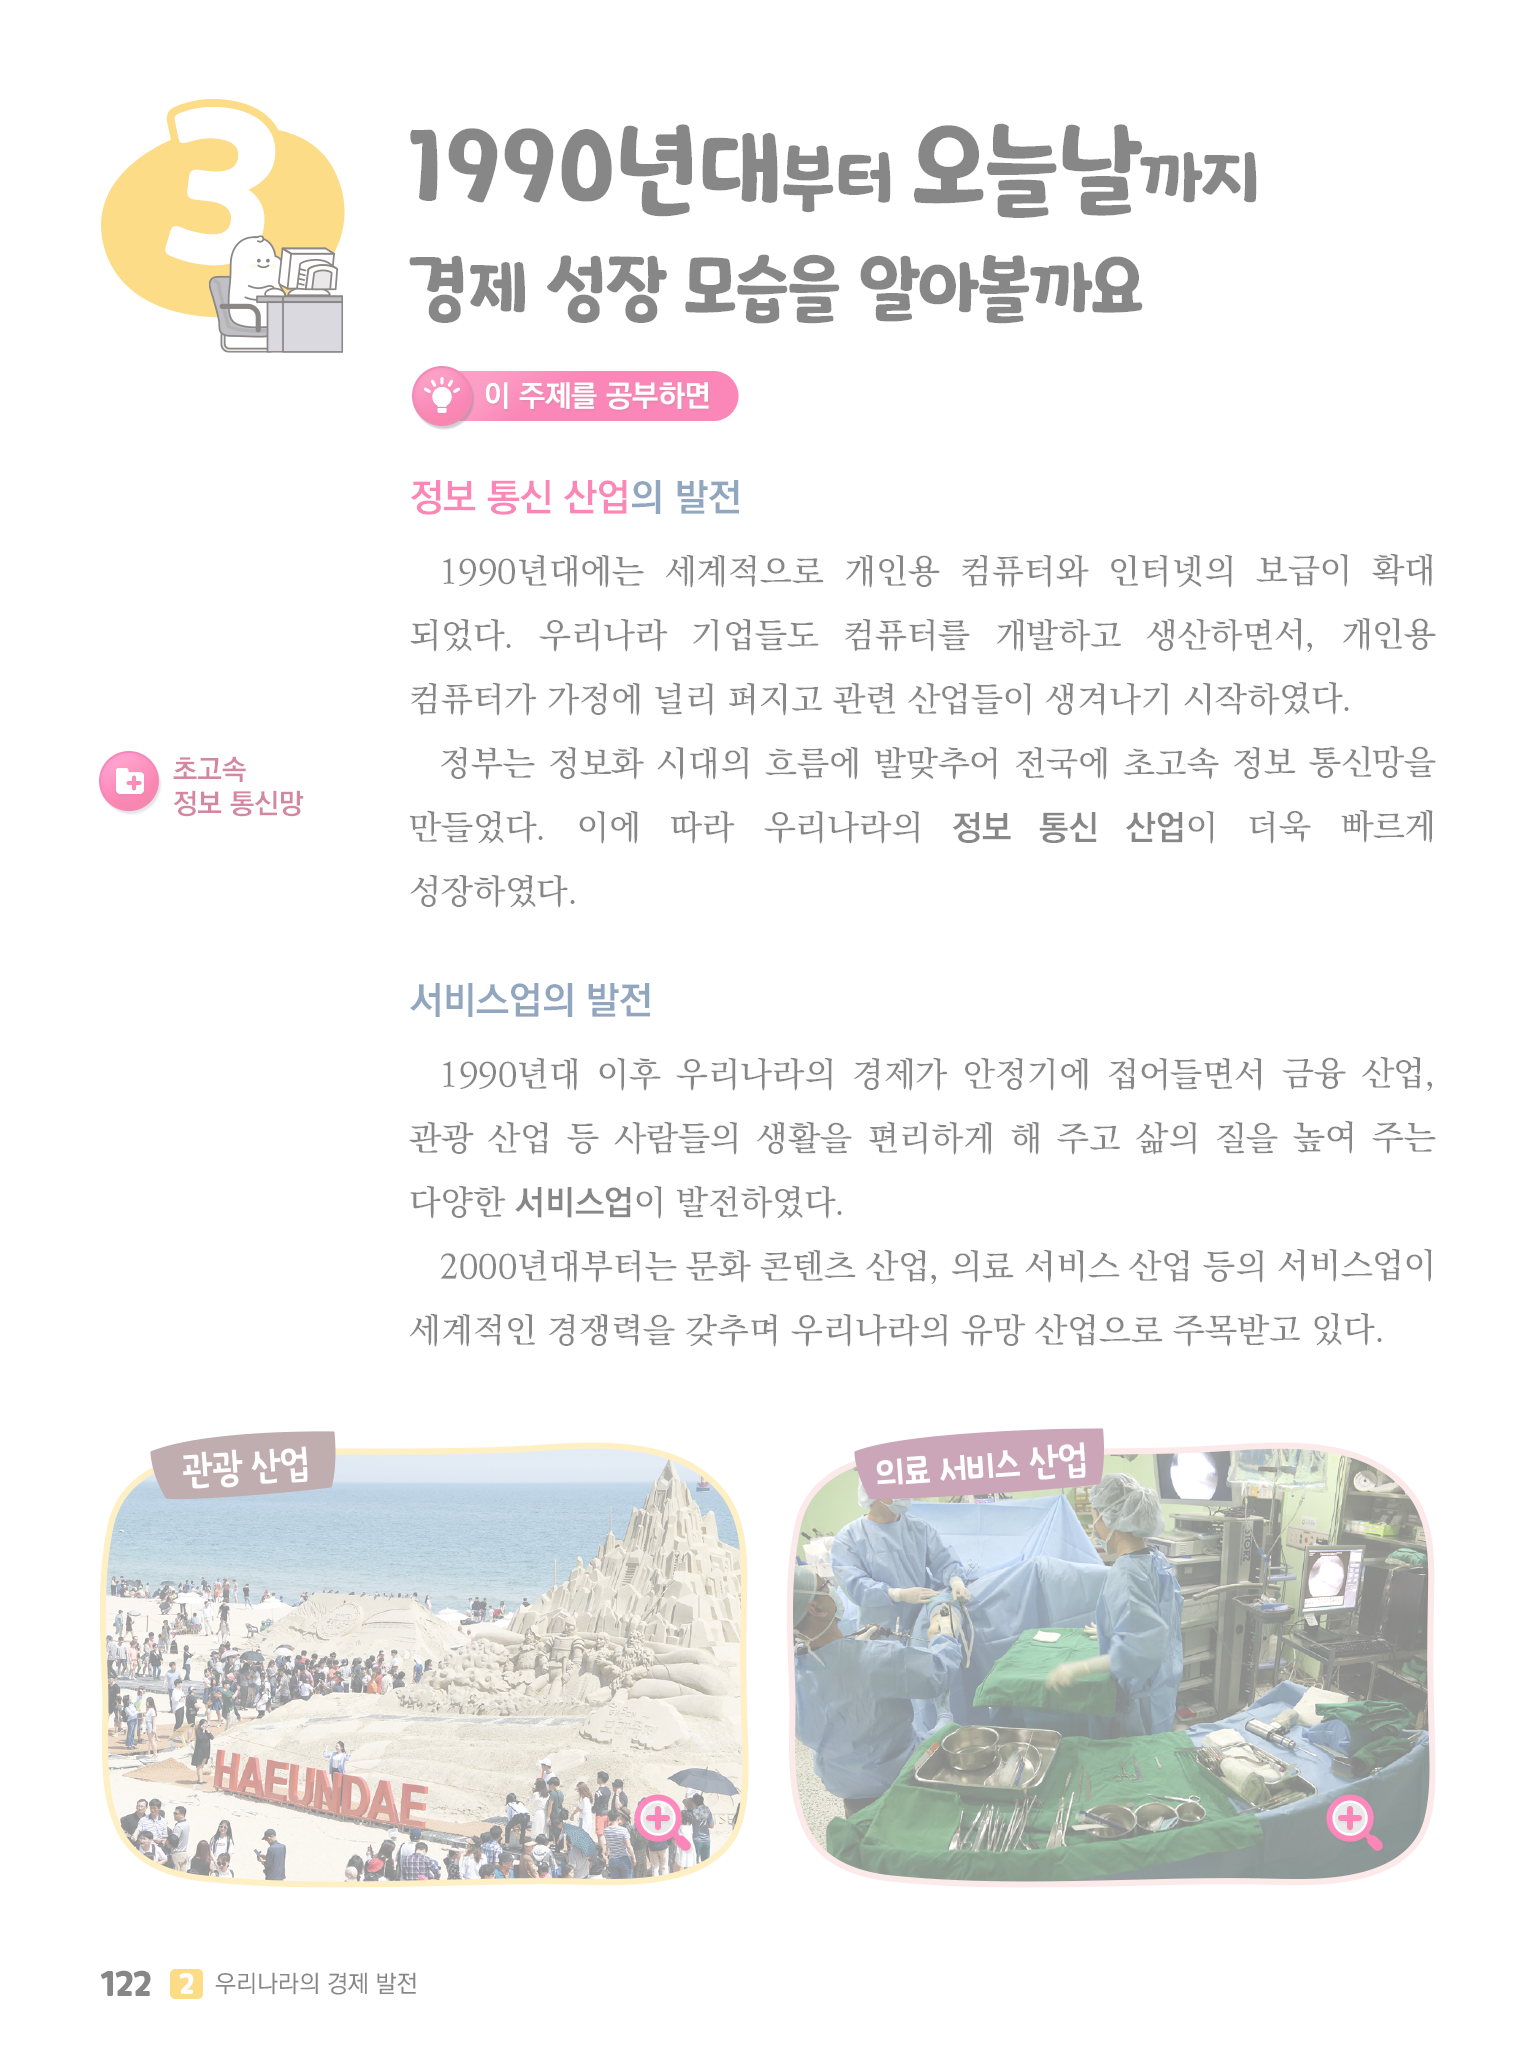 3
1990년대부터 오늘날까지
경제 성장 모습을 알아볼까요
이 주제를 공부하면
정보 통신 산업의 발전
1990년대에는 세계적으로 개인용 컴퓨터와 인터넷의 보급이 확대
되었다. 우리나라 기업들도 컴퓨터를 개발하고 생산하면서, 개인용
컴퓨터가 가정에 널리 퍼지고 관련 산업들이 생겨나기 시작하였다.
초고속
정보 통신망
정부는 정보화 시대의 흐름에 발맞추어 전국에 초고속 정보 통신망을
만들었다. 이에 따라 우리나라의 정보 통신 산업이 더욱 빠르게
성장하였다.
서비스업의 발전
1990년대 이후 우리나라의 경제가 안정기에 접어들면서 금융 산업,
관광 산업 등 사람들의 생활을 편리하게 해 주고 삶의 질을 높여 주는
다양한 서비스업이 발전하였다.
2000년대부터는 문화 콘텐츠 산업, 의료 서비스 산업 등의 서비스업이
세계적인 경쟁력을 갖추며 우리나라의 유망 산업으로 주목받고 있다.
관광 산업
의료 서비스 산업
HAEUNDAE
122 2 우리나라의 경제 발전